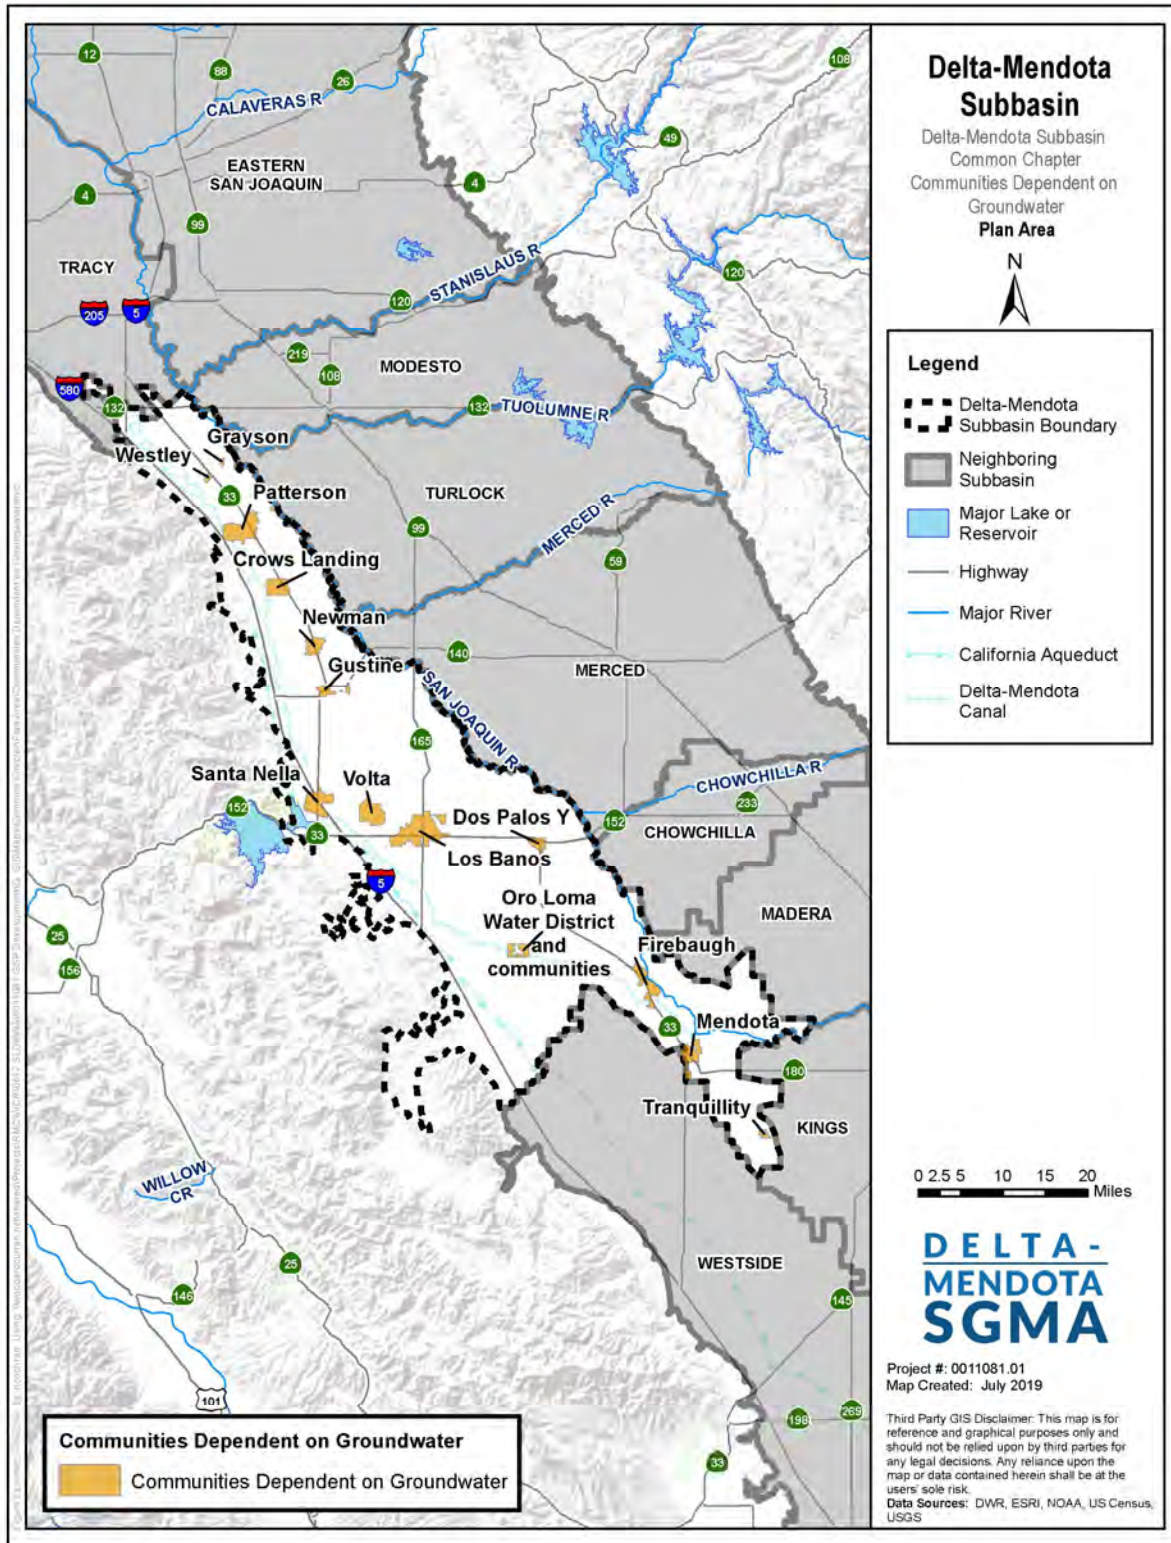 Delta-Mendota
Subbasin
Delta-Mendota Subbasin
Common Chapter
Communities Dependent on
Groundwater
Plan Area
N
Legend
Delta-Mendota
Subbasin Boundary
Neighboring
Subbasin
Major Lake or
Reservoir
Highway
Major River
California Aqueduct
Delta-Mendota
Canal
0 2.5 5 10 15 20
Miles
DELTA-
MENDOTA
SGMA
Project #: 0011081.01
Map Created: July 2019
Third Party GIS Disclaimer: This map is for
reference and graphical purposes only and
should not be relied upon by third parties for
any legal decisions. Any reliance upon the
map or data contained herein shall be at the
users' sole risk.
Data Sources: DWR, ESRI, NOAA, US Census,
USGS
12
88
26
108
CALAVERAS R
49
EASTERN
SAN JOAQUIN
4
4
99
TRACY
STANISLAUS R
120
120
205
5
219
MODESTO
108
580
132
132
TUOLUMNE R
Grayson
Westley
33
Patterson
TURLOCK
99
MERCED R
59
Crows Landing
Newman
140
MERCED
Gustine
SAN JOAQUIN R
165
Santa Nella
Volta
CHOWCHILLA R
152
33
Dos Palos Y
152
233
CHOWCHILLA
Los Banos
5
Oro Loma
Water District
and
communities
MADERA
Firebaugh
25
156
33
Mendota
180
Tranquillity
KINGS
WILLOW
CR
25
WESTSIDE
146
145
101
198
269
33
Communities Dependent on Groundwater
Communities Dependent on Groundwater